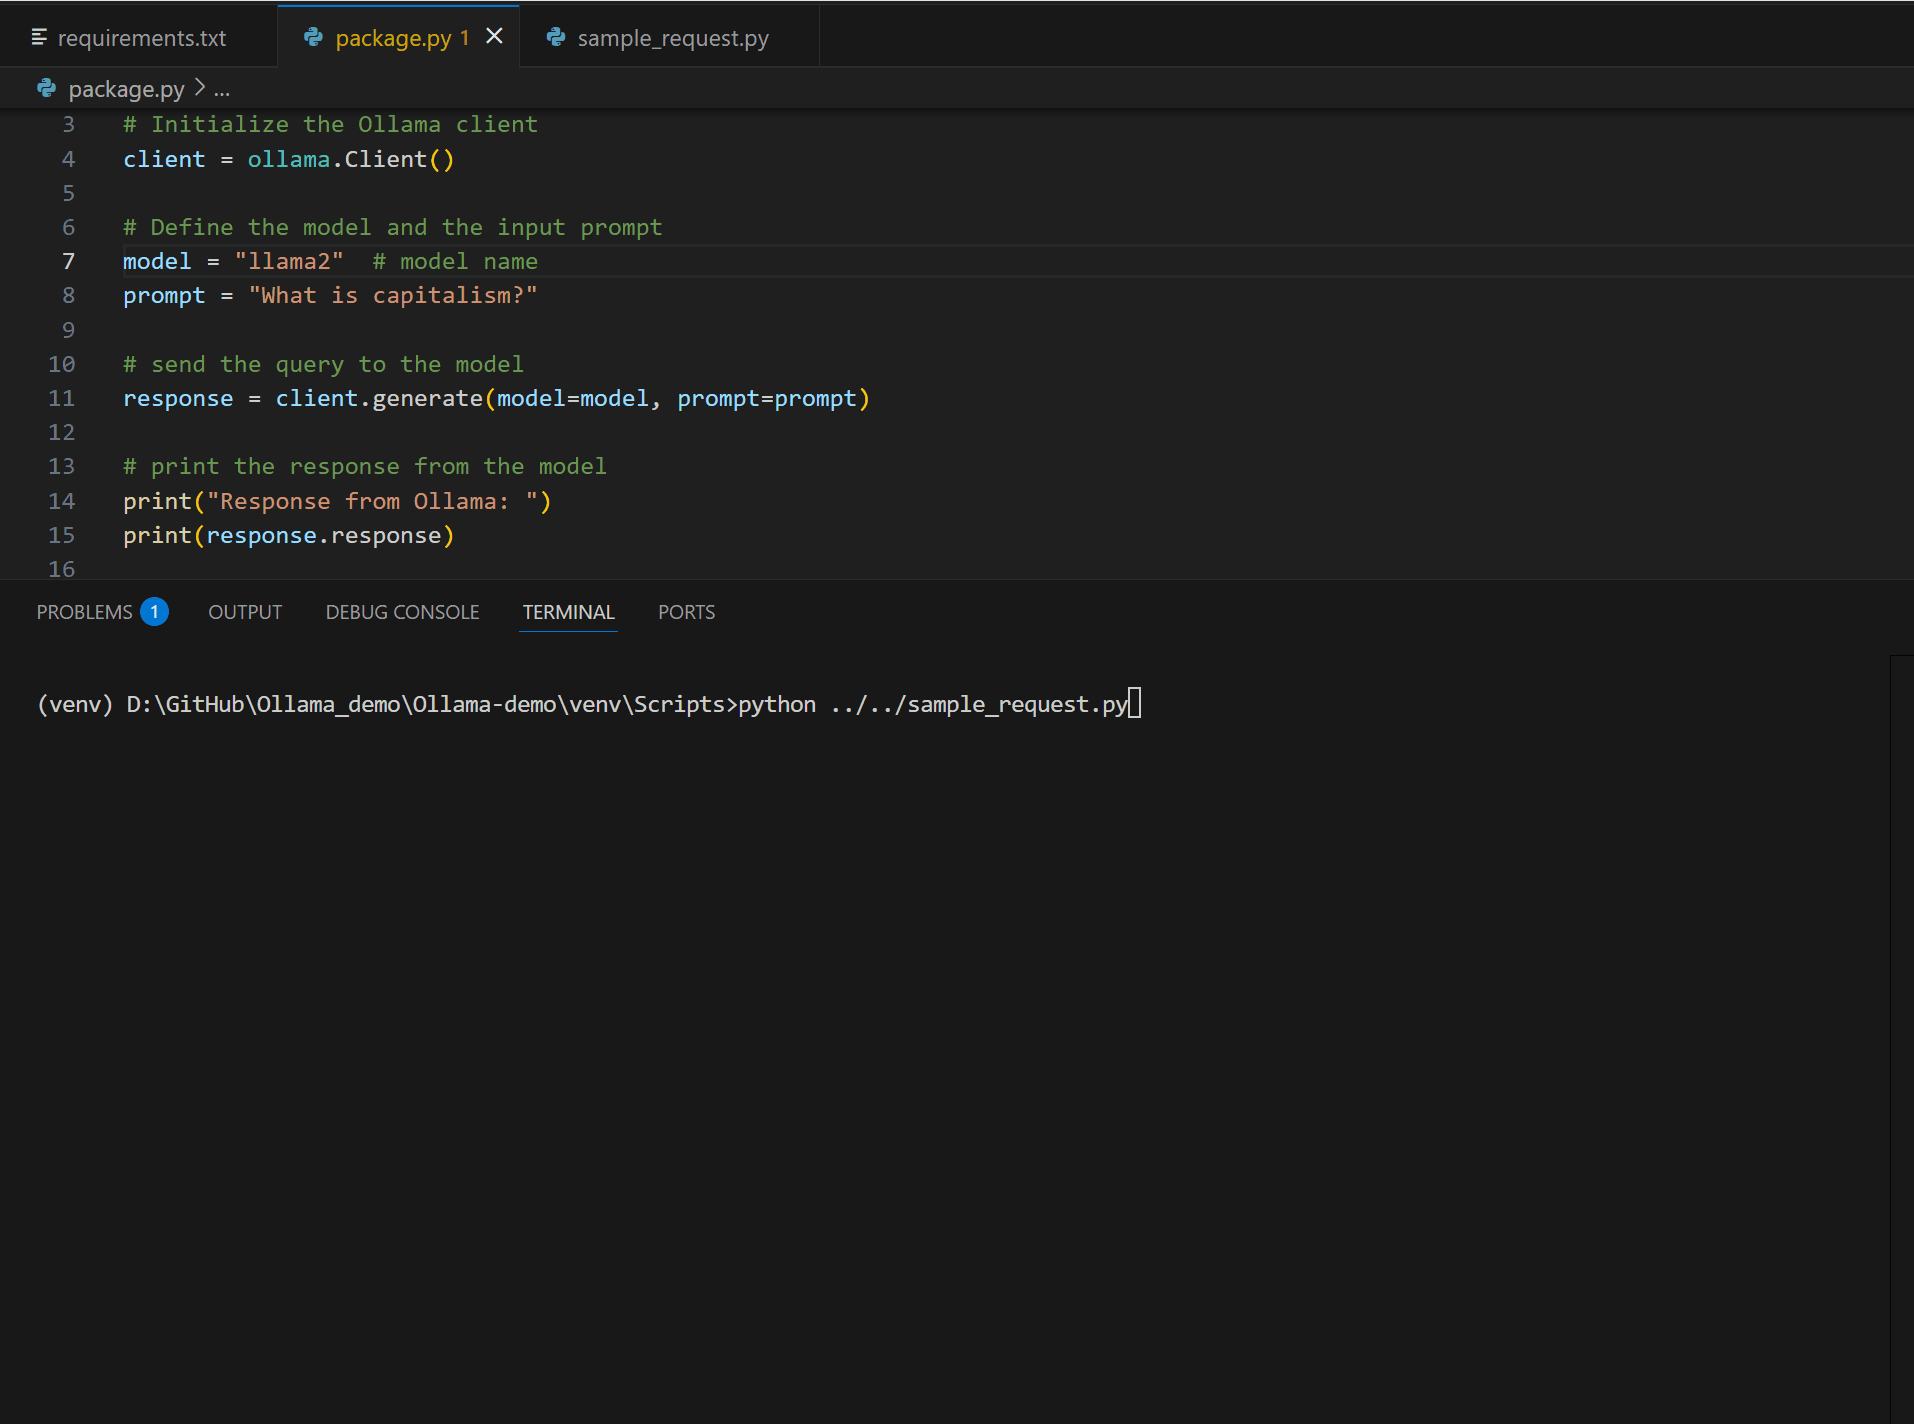 requirements.txt package.py 1 sample_request.py
package.py > ...
3 # Initialize the Ollama client
4 client = ollama.Client()
5
6 # Define the model and the input prompt
7 model = "llama2"  # model name
8 prompt = "What is capitalism?"
9
10 # send the query to the model
11 response = client.generate(model=model, prompt=prompt)
12
13 # print the response from the model
14 print("Response from Ollama: ")
15 print(response.response)
16
PROBLEMS 1 OUTPUT DEBUG CONSOLE TERMINAL PORTS
(venv) D:\GitHub\Ollama_demo\Ollama-demo\venv\Scripts>python ../../sample_request.py